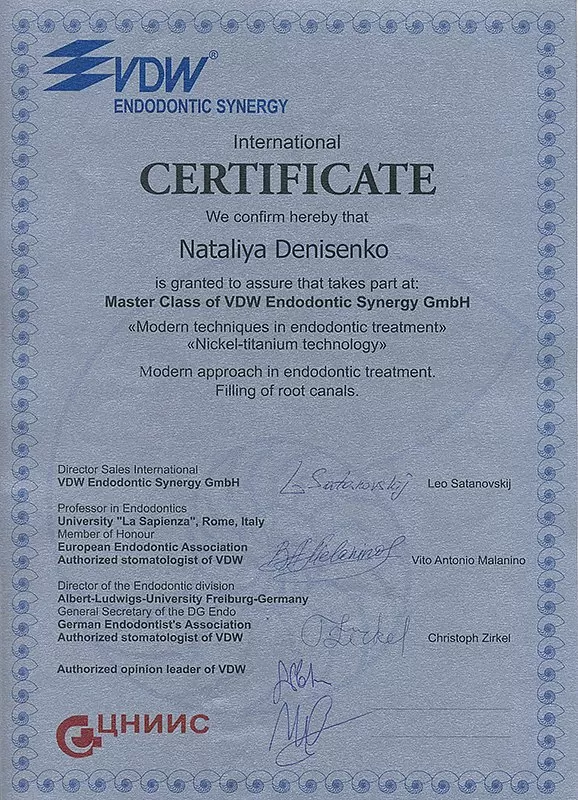 VDW®
ENDODONTIC SYNERGY
International
CERTIFICATE
We confirm hereby that
Nataliya Denisenko
is granted to assure that takes part at:
Master Class of VDW Endodontic Synergy GmbH
«Modern techniques in endodontic treatment»
«Nickel-titanium technology»
Modern approach in endodontic treatment.
Filling of root canals.
Director Sales International
VDW Endodontic Synergy GmbH
L Satanovskij Leo Satanovskij
Professor in Endodontics
University "La Sapienza", Rome, Italy
Member of Honour
European Endodontic Association
Authorized stomatologist of VDW
Vito Antonio Malanino
Director of the Endodontic division
Albert-Ludwigs-University Freiburg-Germany
General Secretary of the DG Endo
German Endodontist's Association
Authorized stomatologist of VDW
Zirkel Christoph Zirkel
Authorized opinion leader of VDW
ЦНИИС